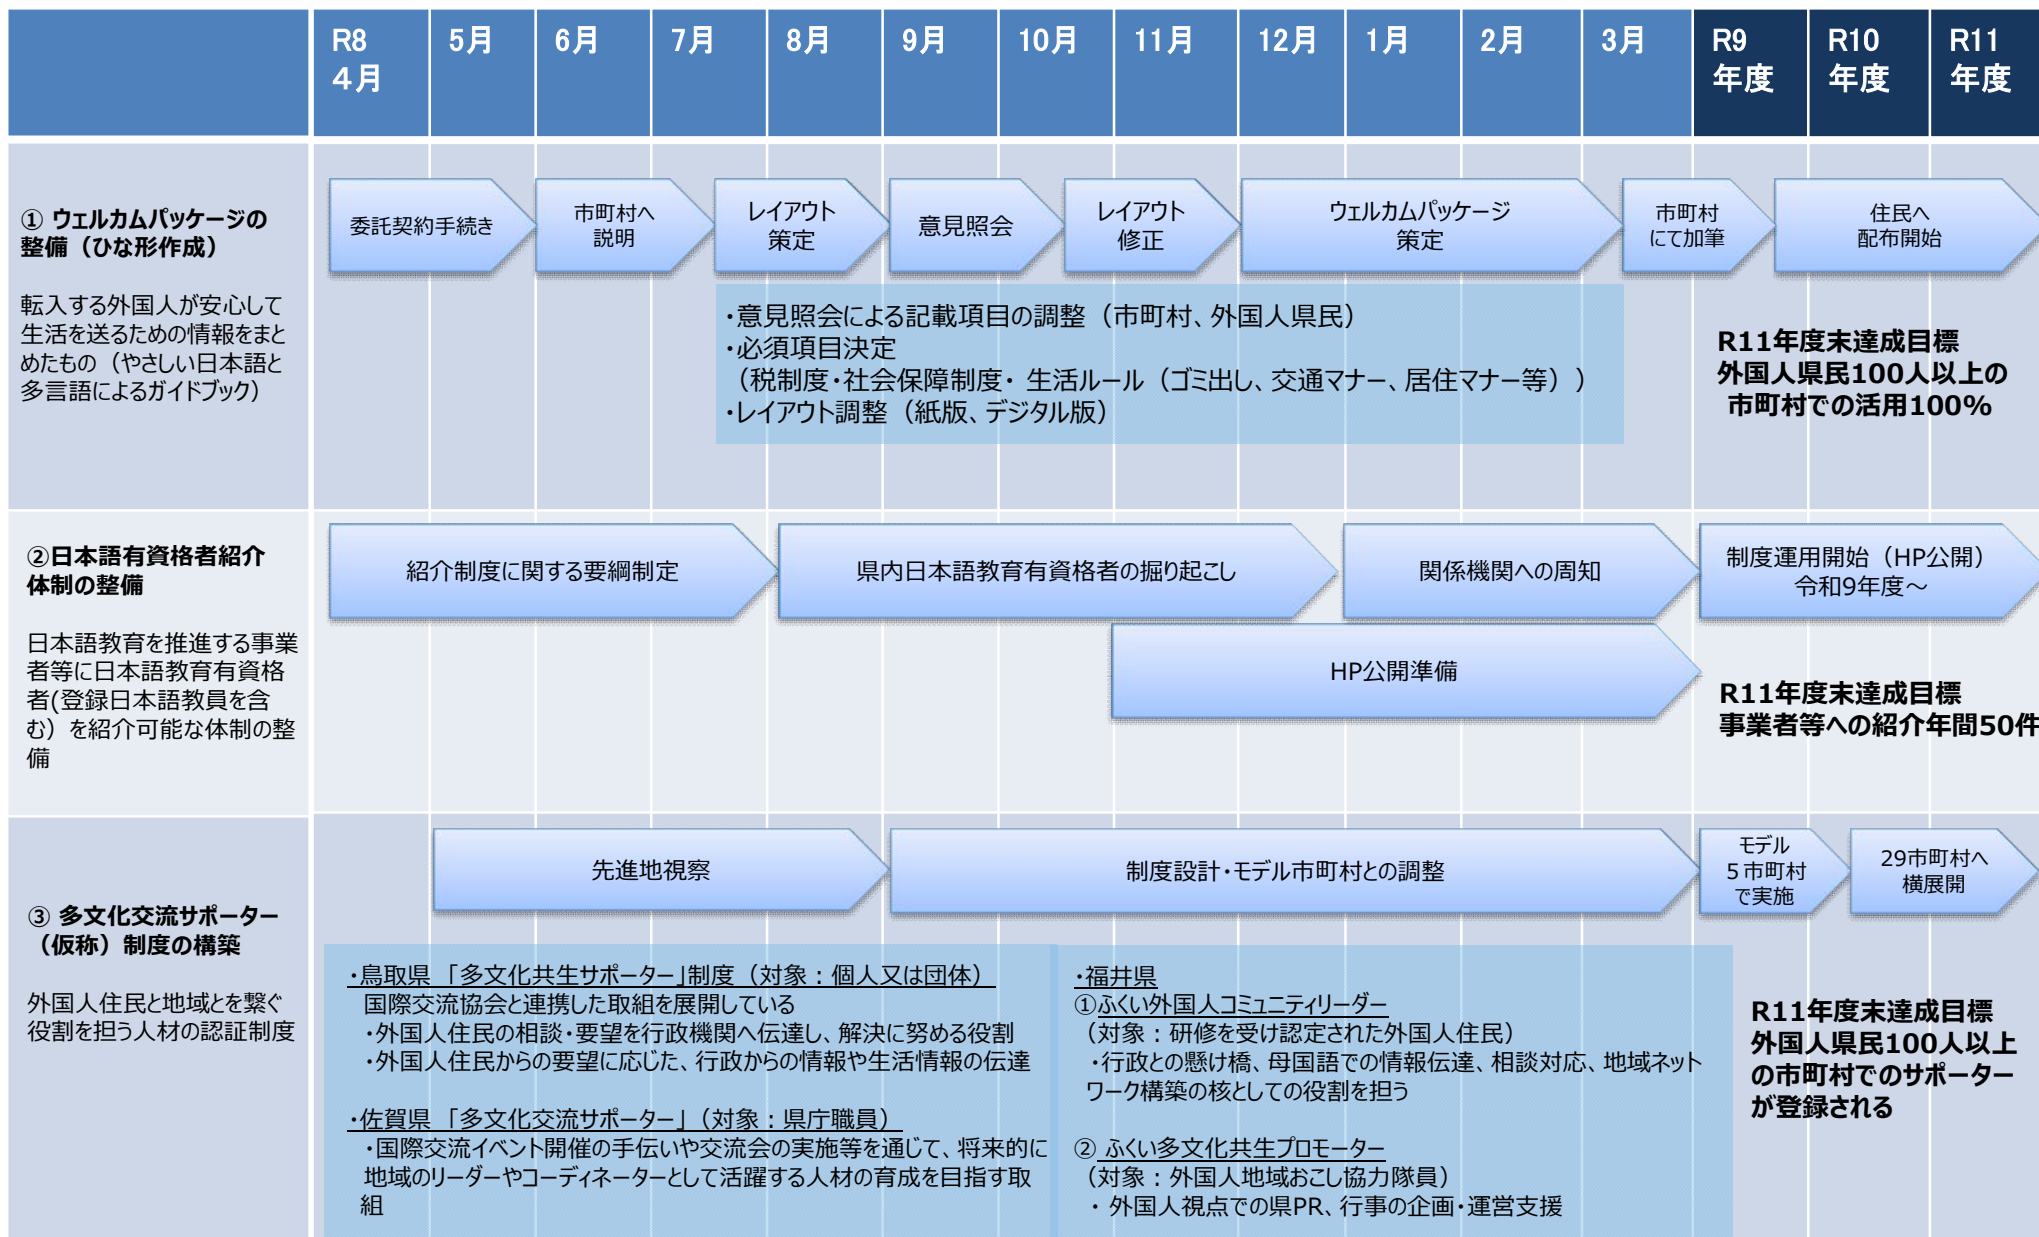 R8
４月
5月
6月
7月
8月
9月
10月
11月
12月
1月
2月
3月
R9
年度
R10
年度
R11
年度
① ウェルカムパッケージの
整備（ひな形作成）
転入する外国人が安心して
生活を送るための情報をまと
めたもの（やさしい日本語と
多言語によるガイドブック）
委託契約手続き
市町村へ
説明
レイアウト
策定
意見照会
レイアウト
修正
ウェルカムパッケージ
策定
市町村
にて加筆
住民へ
配布開始
・意見照会による記載項目の調整（市町村、外国人県民）
・必須項目決定
（税制度・社会保障制度・ 生活ルール（ゴミ出し、交通マナー、居住マナー等））
・レイアウト調整（紙版、デジタル版）
R11年度末達成目標
外国人県民100人以上の
市町村での活用100%
②日本語有資格者紹介
体制の整備
日本語教育を推進する事業
者等に日本語教育有資格
者(登録日本語教員を含
む）を紹介可能な体制の整
備
紹介制度に関する要綱制定
県内日本語教育有資格者の掘り起こし
関係機関への周知
制度運用開始（HP公開）
令和9年度～
HP公開準備
R11年度末達成目標
事業者等への紹介年間50件
③ 多文化交流サポーター
（仮称）制度の構築
外国人住民と地域とを繋ぐ
役割を担う人材の認証制度
先進地視察
制度設計・モデル市町村との調整
モデル
５市町村
で実施
29市町村へ
横展開
・鳥取県 「多文化共生サポーター」制度（対象：個人又は団体）
国際交流協会と連携した取組を展開している
・外国人住民の相談・要望を行政機関へ伝達し、解決に努める役割
・外国人住民からの要望に応じた、行政からの情報や生活情報の伝達
・佐賀県 「多文化交流サポーター」（対象：県庁職員）
・国際交流イベント開催の手伝いや交流会の実施等を通じて、将来的に
地域のリーダーやコーディネーターとして活躍する人材の育成を目指す取
組
・福井県
①ふくい外国人コミュニティリーダー
（対象：研修を受け認定された外国人住民）
・行政との懸け橋、母国語での情報伝達、相談対応、地域ネット
ワーク構築の核としての役割を担う
② ふくい多文化共生プロモーター
（対象：外国人地域おこし協力隊員）
・ 外国人視点での県PR、行事の企画・運営支援
R11年度末達成目標
外国人県民100人以上
の市町村でのサポーター
が登録される